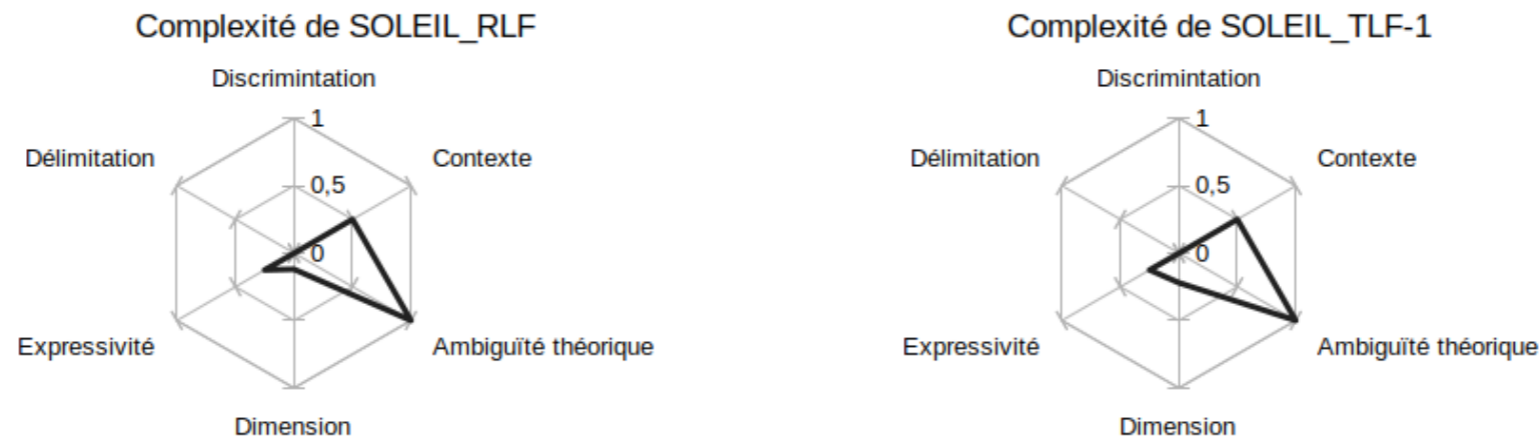 Complexité de SOLEIL_RLF
Discrimintation
1
Délimitation
Contexte
0,5
0
Expressivité
Ambiguïté théorique
Dimension
Complexité de SOLEIL_TLF-1
Discrimintation
1
Délimitation
Contexte
0,5
0
Expressivité
Ambiguïté théorique
Dimension